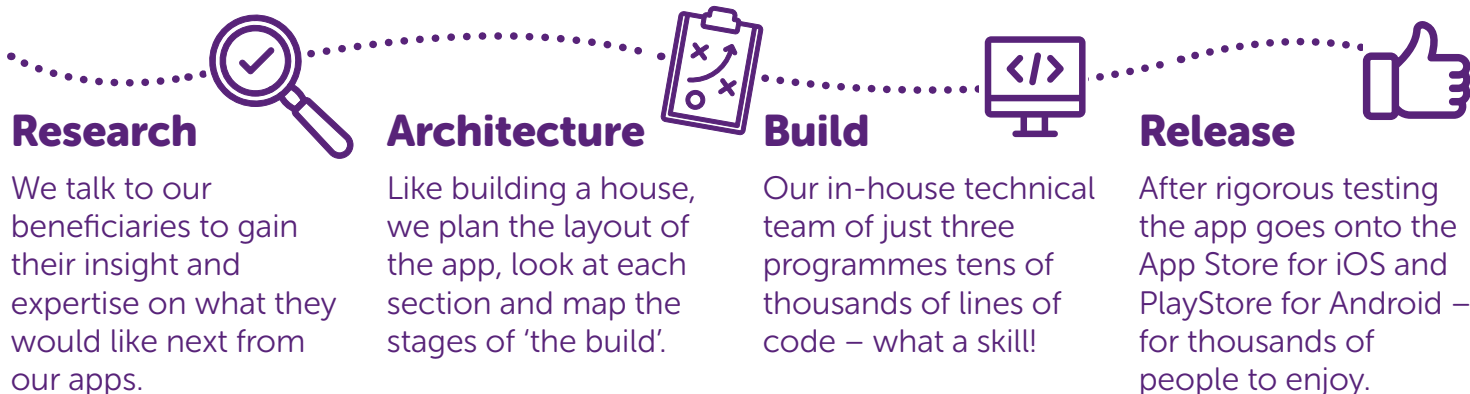 Research
We talk to our
beneficiaries to gain
their insight and
expertise on what they
would like next from
our apps.
Architecture
Like building a house,
we plan the layout of
the app, look at each
section and map the
stages of ‘the build’.
</>
Build
Our in-house technical
team of just three
programmes tens of
thousands of lines of
code – what a skill!
Release
After rigorous testing
the app goes onto the
App Store for iOS and
PlayStore for Android –
for thousands of
people to enjoy.